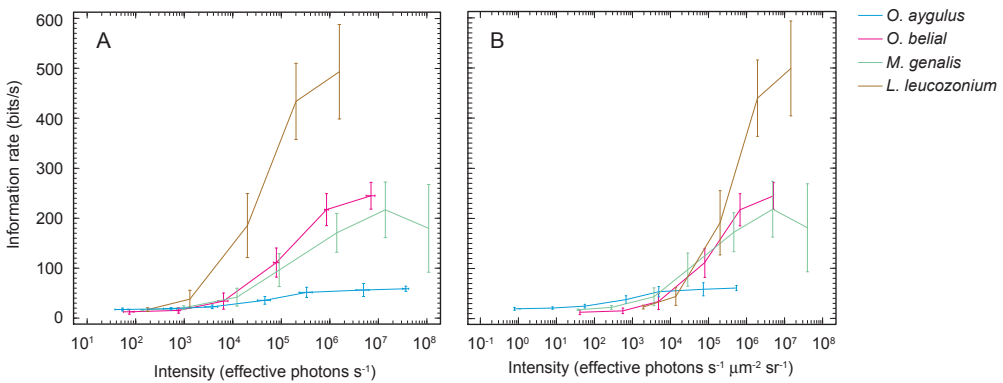 A
B
O. aygulus
O. belial
M. genalis
L. leucozonium
Information rate (bits/s)
600
500
400
300
200
100
0
10¹ 10² 10³ 10⁴ 10⁵ 10⁶ 10⁷ 10⁸
10⁻¹ 10⁰ 10¹ 10² 10³ 10⁴ 10⁵ 10⁶ 10⁷ 10⁸
Intensity (effective photons s⁻¹)
Intensity (effective photons s⁻¹ μm⁻² sr⁻¹)